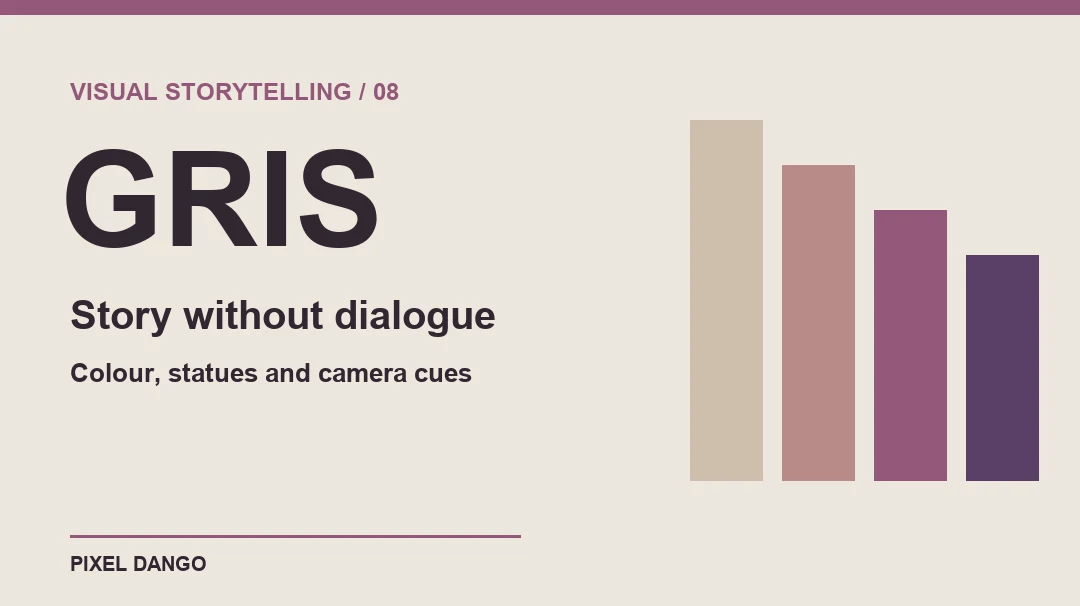 VISUAL STORYTELLING / 08
GRIS
Story without dialogue
Colour, statues and camera cues
PIXEL DANGO